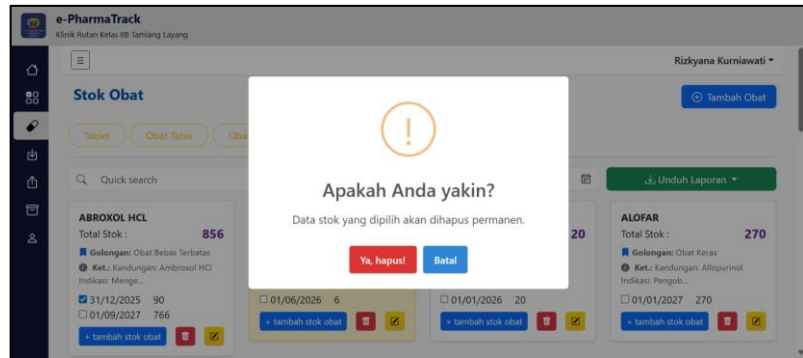 e-PharmaTrack
Klinik Rutan Kelas IIB Tamiang Layang
Rizkyana Kurniawati
Stok Obat
Tambah Obat
Tablet
Obat Tetes
Oba
Quick search
Unduh Laporan
Apakah Anda yakin?
Data stok yang dipilih akan dihapus permanen.
Ya, hapus!
Batal
ABROXOL HCL
Total Stok : 856
Golongan: Obat Bebas Terbatas
Ket.: Kandungan: Ambroxol HCl
Indikasi: Menge...
31/12/2025 90
01/09/2027 766
+ tambah stok obat
01/06/2026 6
+ tambah stok obat
20
01/01/2026 20
+ tambah stok obat
ALOFAR
Total Stok : 270
Golongan: Obat Keras
Ket.: Kandungan: Allopurinol
Indikasi: Pengob...
01/01/2027 270
+ tambah stok obat